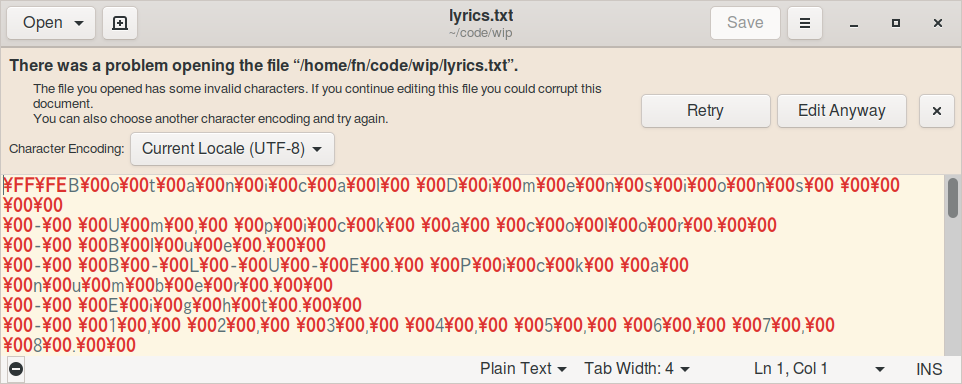 Open
lyrics.txt
~/code/wip
Save
There was a problem opening the file “/home/fn/code/wip/lyrics.txt”.
The file you opened has some invalid characters. If you continue editing this file you could corrupt this
document.
You can also choose another character encoding and try again.
Retry
Edit Anyway
Character Encoding:
Current Locale (UTF-8)
¥FF¥FEB¥00o¥00t¥00a¥00n¥00i¥00c¥00a¥00l¥00 ¥00D¥00i¥00m¥00e¥00n¥00s¥00i¥00o¥00n¥00s¥00 ¥00¥00
¥00¥00
¥00-¥00 ¥00U¥00m¥00,¥00 ¥00p¥00i¥00c¥00k¥00 ¥00a¥00 ¥00c¥00o¥00l¥00o¥00r¥00.¥00¥00
¥00-¥00 ¥00B¥00l¥00u¥00e¥00.¥00¥00
¥00-¥00 ¥00B¥00-¥00L¥00-¥00U¥00-¥00E¥00.¥00 ¥00P¥00i¥00c¥00k¥00 ¥00a¥00
¥00n¥00u¥00m¥00b¥00e¥00r¥00.¥00¥00
¥00-¥00 ¥00E¥00i¥00g¥00h¥00t¥00.¥00¥00
¥00-¥00 ¥001¥00,¥00 ¥002¥00,¥00 ¥003¥00,¥00 ¥004¥00,¥00 ¥005¥00,¥00 ¥006¥00,¥00 ¥007¥00,¥00
¥008¥00.¥00¥00
Plain Text
Tab Width: 4
Ln 1, Col 1
INS